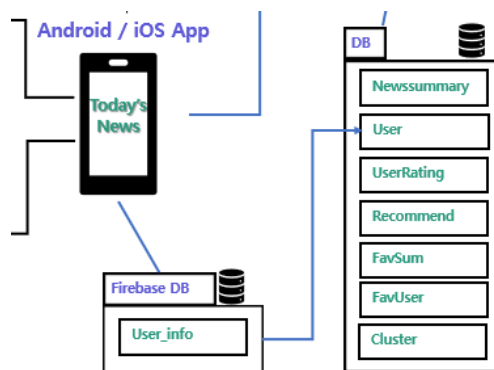 Android / iOS App
Today's
News
DB
Newssummary
User
UserRating
Recommend
FavSum
FavUser
Cluster
Firebase DB
User_info